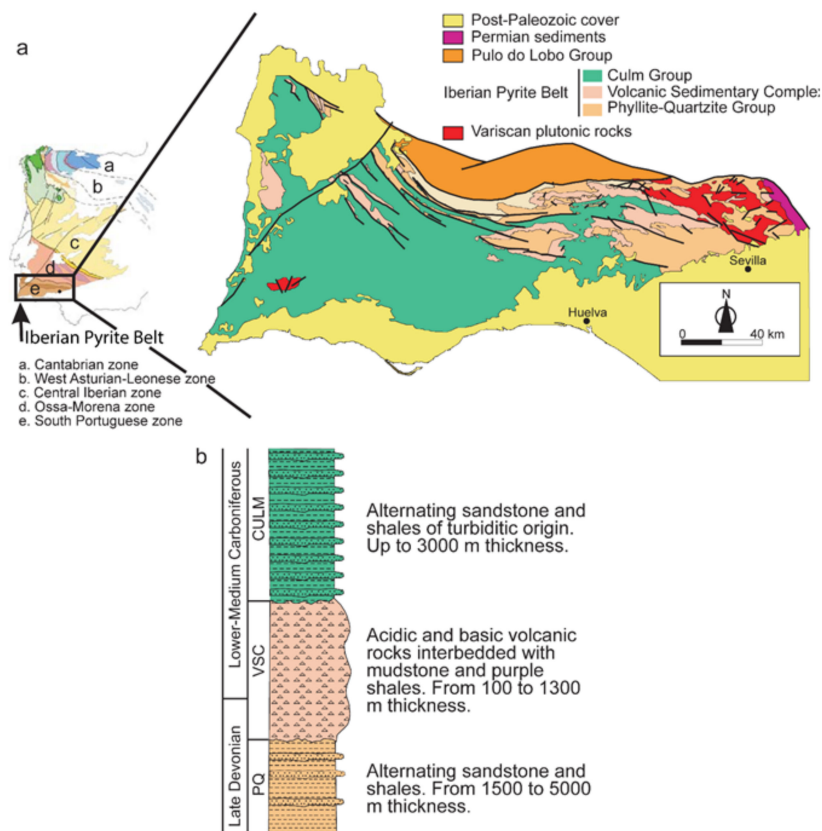 a
Post-Paleozoic cover
Permian sediments
Pulo do Lobo Group
Iberian Pyrite Belt
Culm Group
Volcanic Sedimentary Complex
Phyllite-Quartzite Group
Variscan plutonic rocks
a
b
c
d
e
Iberian Pyrite Belt
a. Cantabrian zone
b. West Asturian-Leonese zone
c. Central Iberian zone
d. Ossa-Morena zone
e. South Portuguese zone
Sevilla
Huelva
N
0 40 km
b
Lower-Medium Carboniferous
Late Devonian
CULM
VSC
PQ
Alternating sandstone and
shales of turbiditic origin.
Up to 3000 m thickness.
Acidic and basic volcanic
rocks interbedded with
mudstone and purple
shales. From 100 to 1300
m thickness.
Alternating sandstone and
shales. From 1500 to 5000
m thickness.